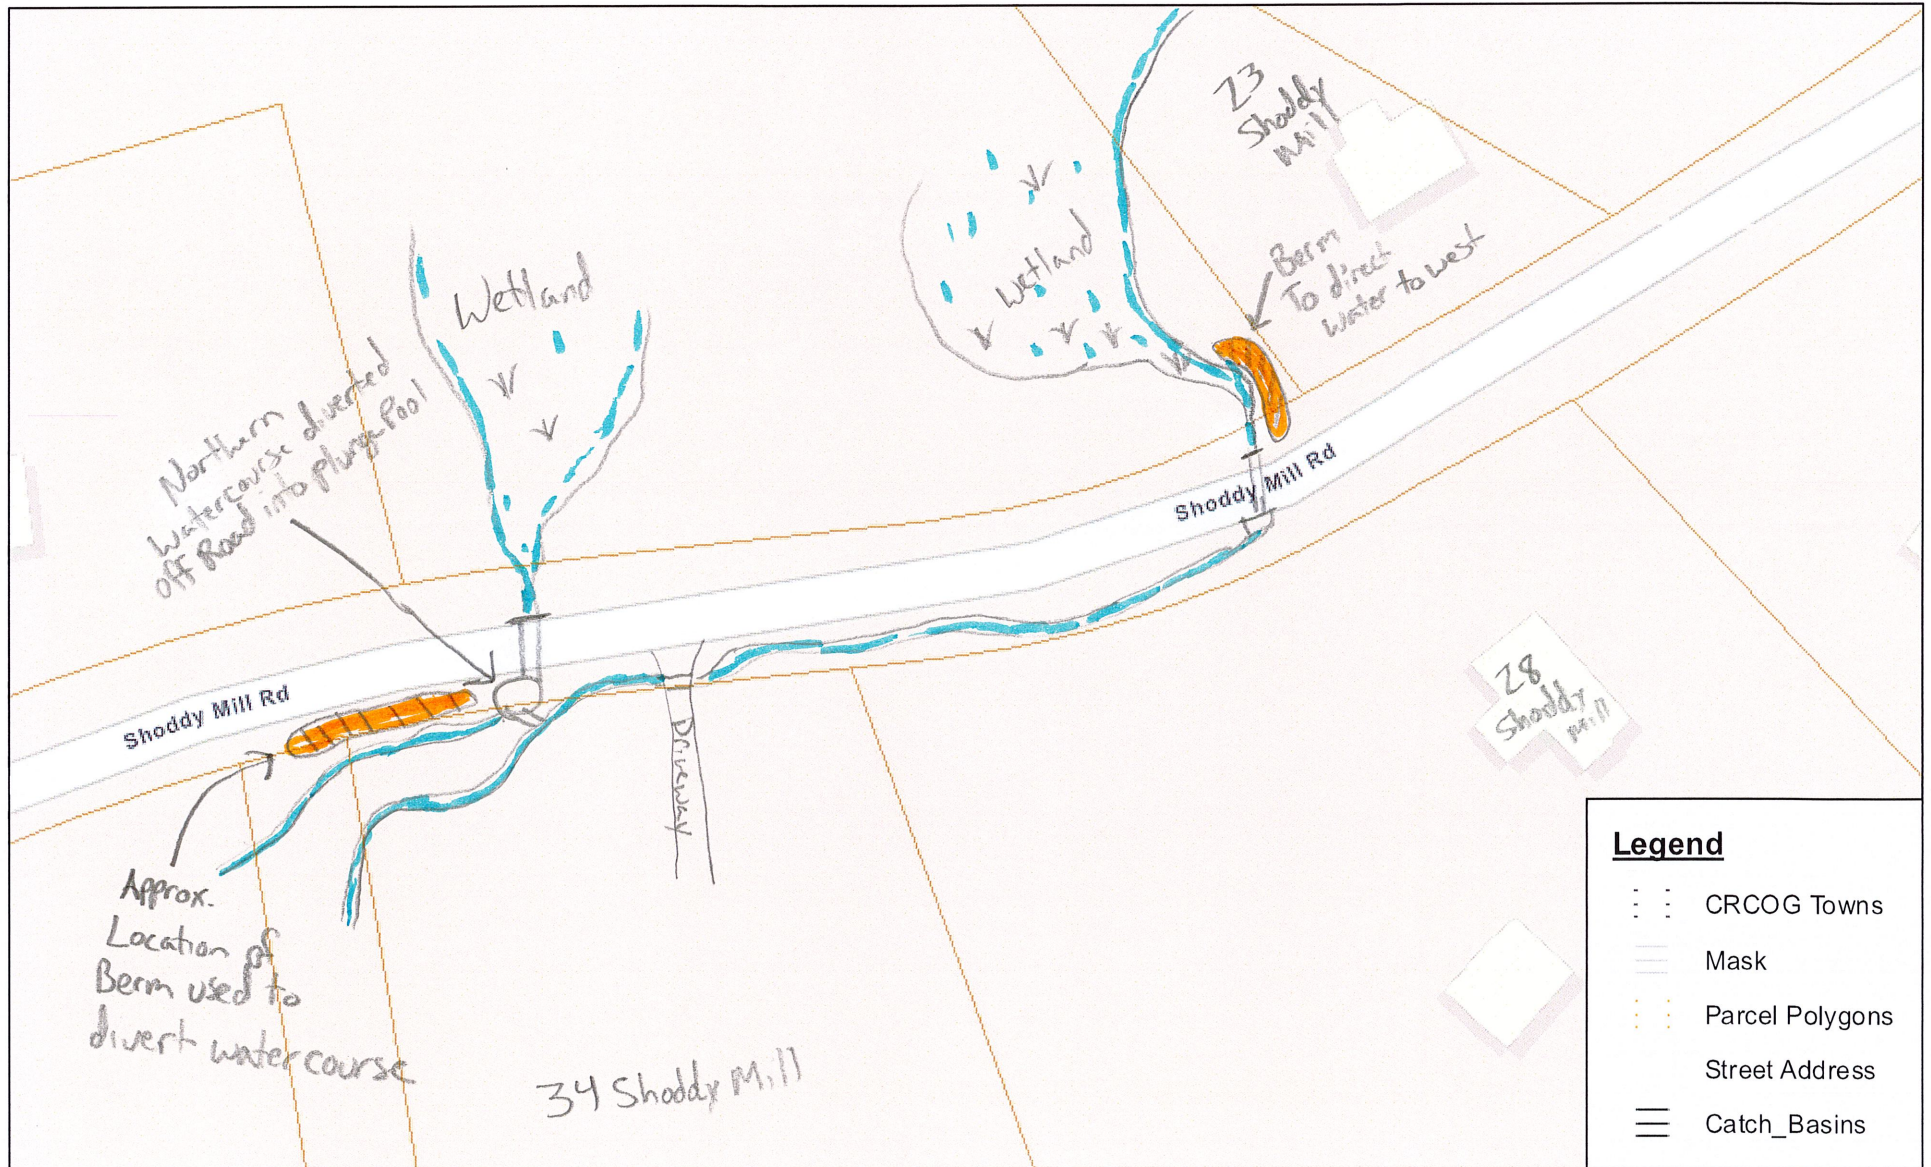 23
Shoddy
Mill
Wetland
wetland
Berm
To direct
water to west
Northern
watercourse diverted
off Road into plunge Pool
Shoddy Mill Rd
Shoddy Mill Rd
28
Shoddy
Mill
Driveway
Approx.
Location of
Berm used to
divert watercourse
34 Shoddy Mill
Legend
CRCOG Towns
Mask
Parcel Polygons
Street Address
Catch_Basins